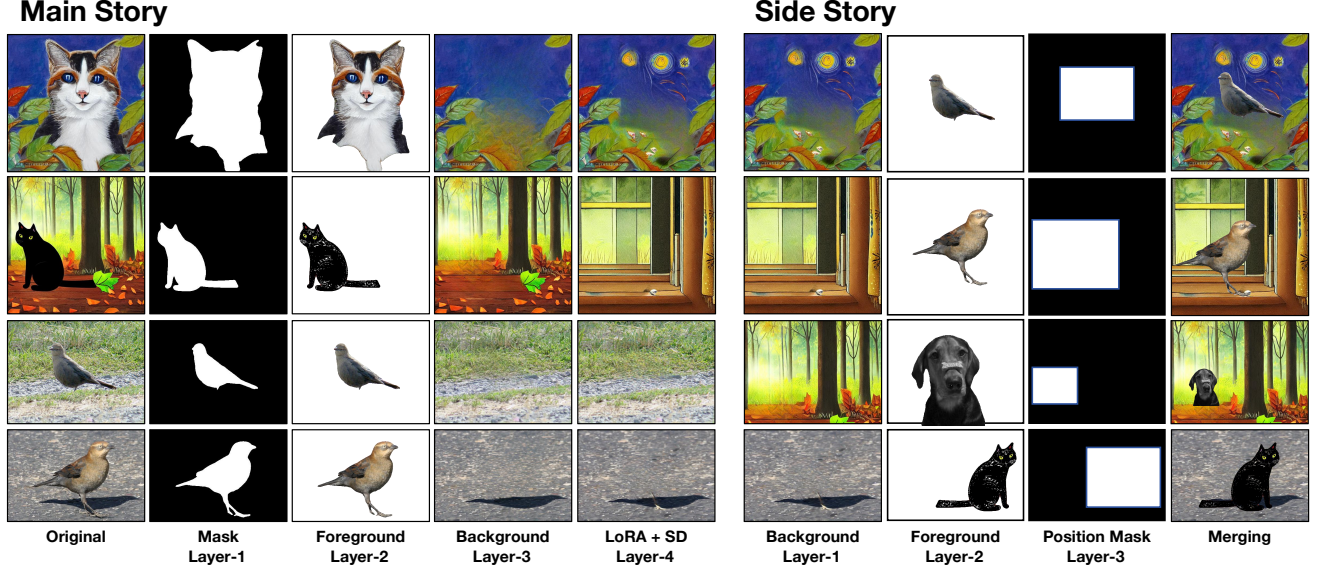 Main Story
Side Story
Original
Mask
Layer-1
Foreground
Layer-2
Background
Layer-3
LoRA + SD
Layer-4
Background
Layer-1
Foreground
Layer-2
Position Mask
Layer-3
Merging